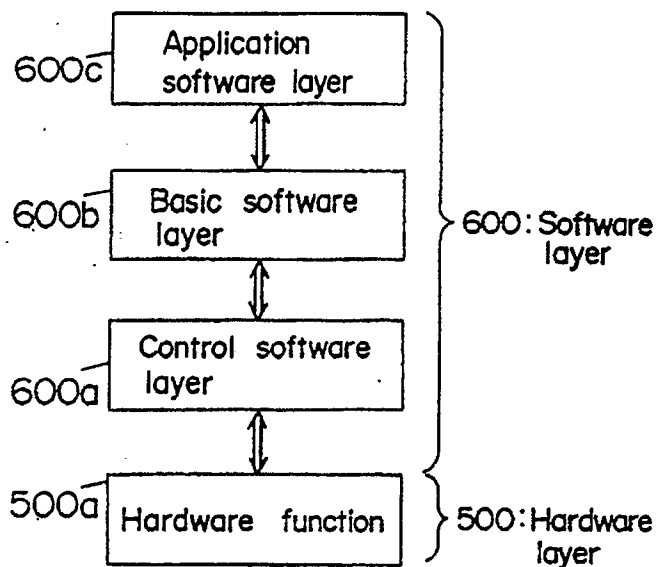 600c
Application
software layer
600b
Basic software
layer
600:Software
layer
600a
Control software
layer
500a
Hardware function
500:Hardware
layer